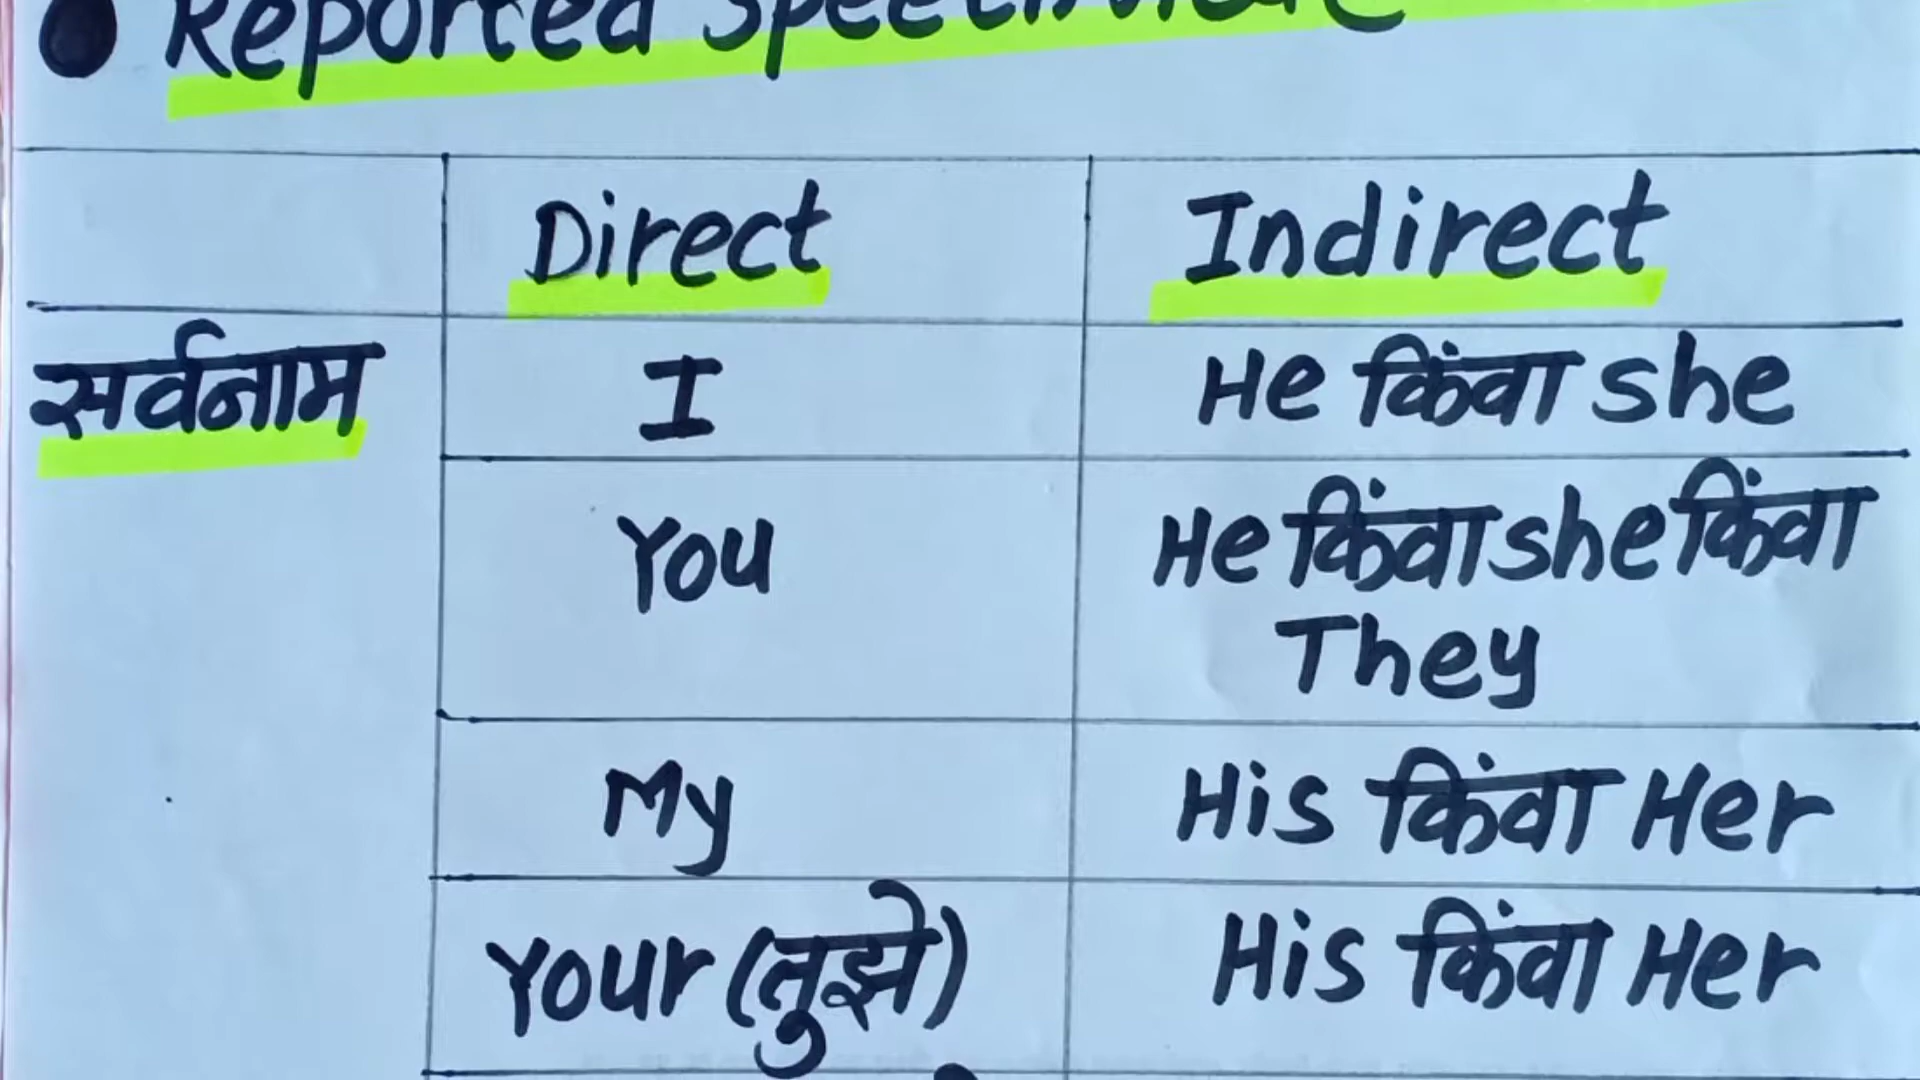 Reported Speech
Direct Indirect
सर्वनाम I He किंवा she
You He किंवा she किंवा
They
My His किंवा Her
Your (तुझे) His किंवा Her